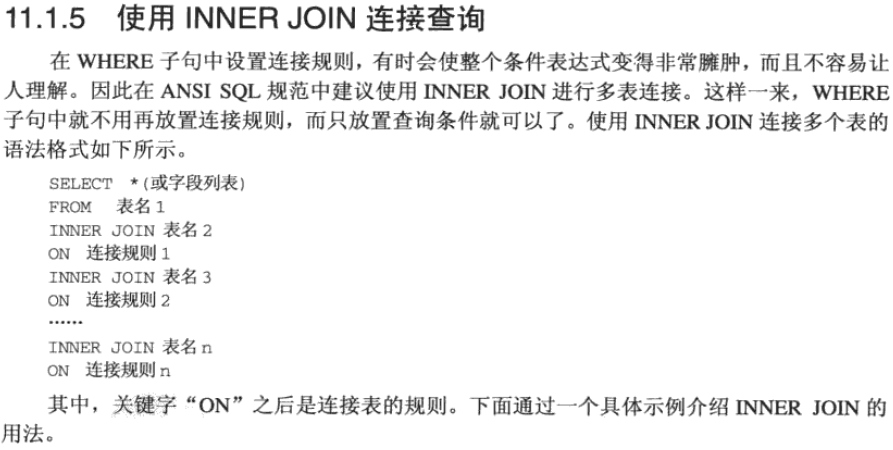 11.1.5 使用 INNER JOIN 连接查询
在 WHERE 子句中设置连接规则，有时会使整个条件表达式变得非常臃肿，而且不容易让
人理解。因此在 ANSI SQL 规范中建议使用 INNER JOIN 进行多表连接。这样一来，WHERE
子句中就不用再放置连接规则，而只放置查询条件就可以了。使用 INNER JOIN 连接多个表的
语法格式如下所示。
SELECT *(或字段列表)
FROM 表名 1
INNER JOIN 表名 2
ON 连接规则 1
INNER JOIN 表名 3
ON 连接规则 2
……
INNER JOIN 表名 n
ON 连接规则 n
其中，关键字“ON”之后是连接表的规则。下面通过一个具体示例介绍 INNER JOIN 的
用法。